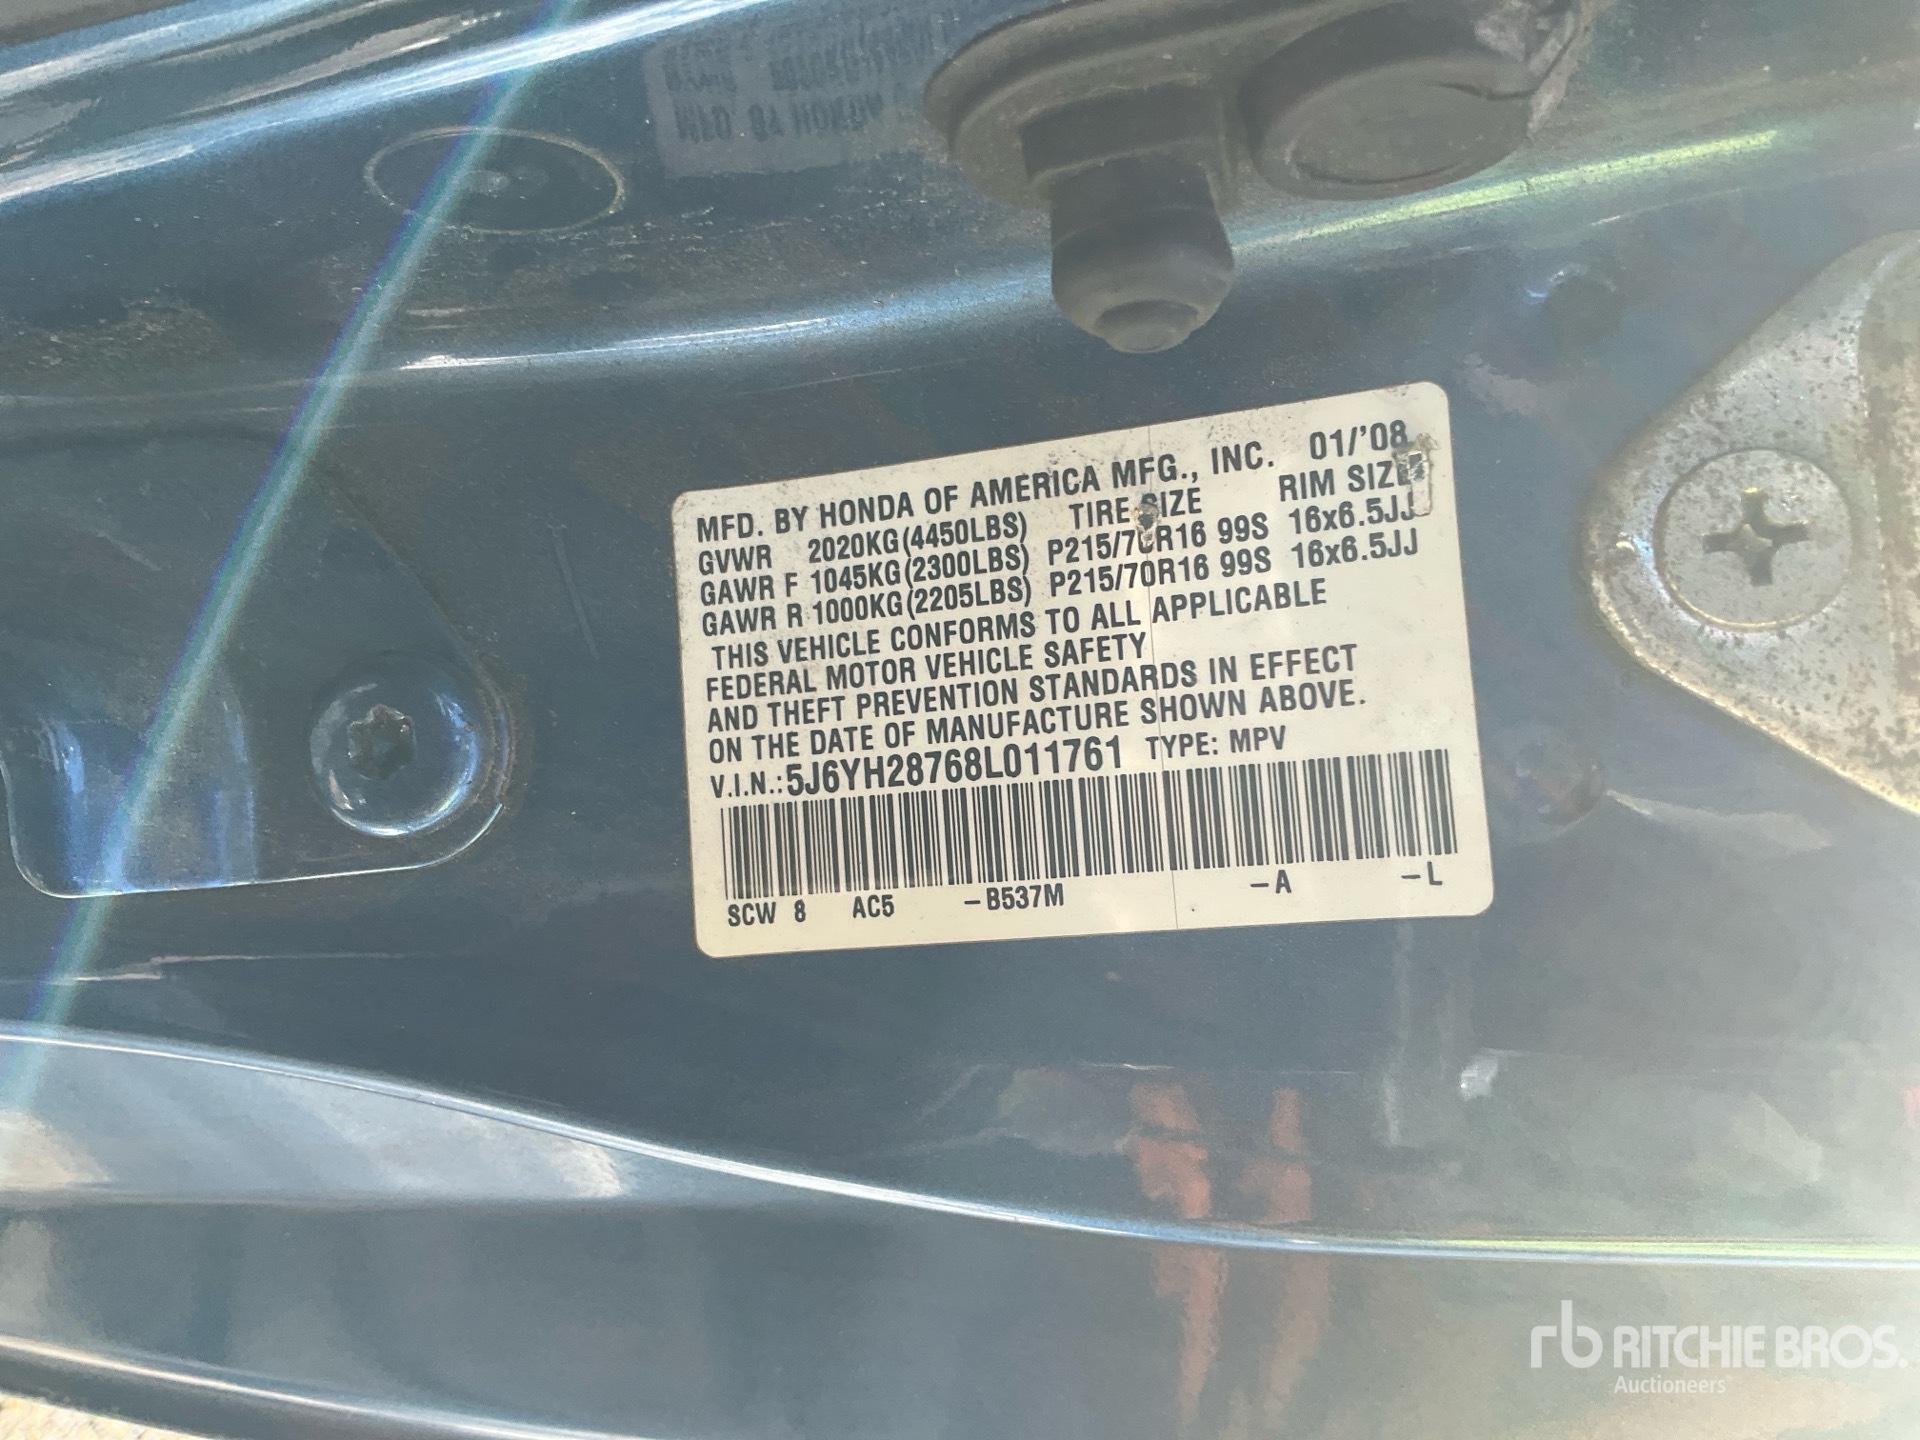 MFD. BY HONDA OF AMERICA MFG., INC. 01/'08
GVWR 2020KG(4450LBS) TIRE SIZE RIM SIZE
GAWR F 1045KG(2300LBS) P215/70R16 99S 16x6.5JJ
GAWR R 1000KG(2205LBS) P215/70R16 99S 16x6.5JJ
THIS VEHICLE CONFORMS TO ALL APPLICABLE
FEDERAL MOTOR VEHICLE SAFETY
AND THEFT PREVENTION STANDARDS IN EFFECT
ON THE DATE OF MANUFACTURE SHOWN ABOVE.
V.I.N.:5J6YH28768L011761 TYPE: MPV
SCW 8 AC5 -B537M -A -L
rb RITCHIE BROS.
Auctioneers